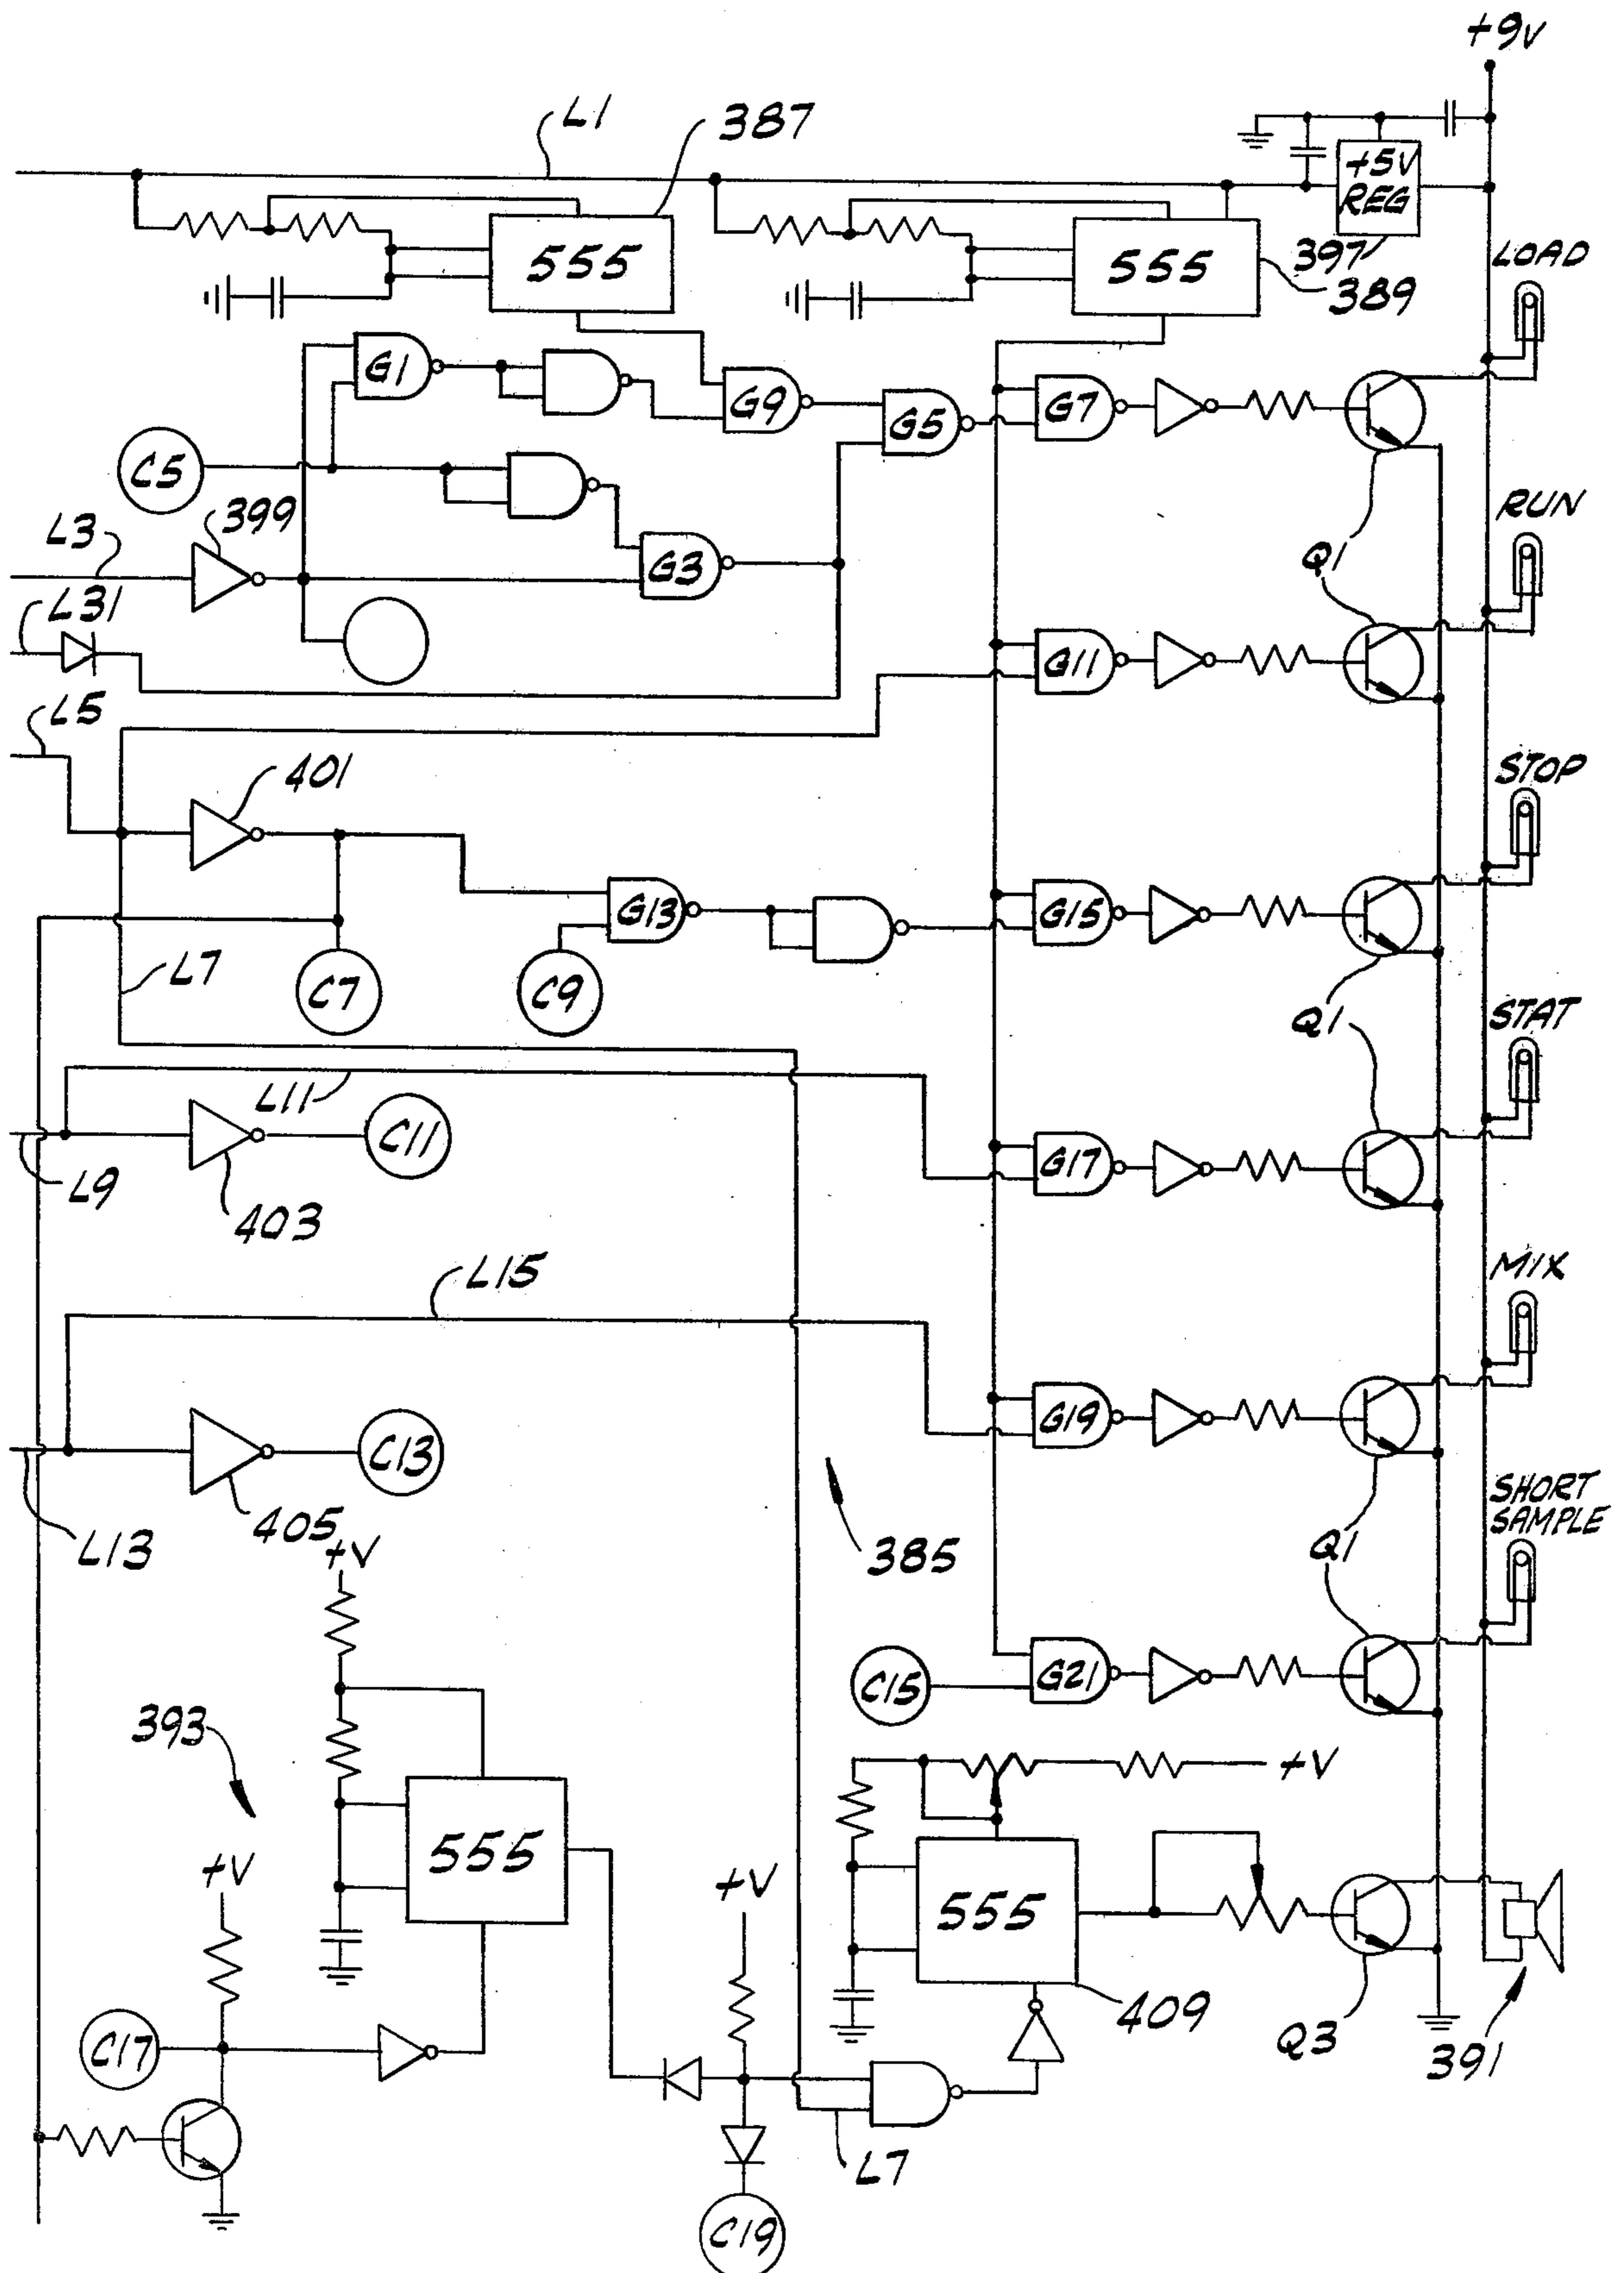 +9V
L1
387
+5V
REG
397
555
555
389
LOAD
G1
G9
G5
G7
C5
399
L3
G3
Q1
RUN
L31
G11
L5
401
STOP
G13
G15
L7
C7
C9
Q1
STAT
L11
C11
G17
L9
403
MIX
L15
G19
C13
405
L13
385
Q1
SHORT
SAMPLE
+V
C15
G21
393
+V
555
+V
+V
555
409
Q3
391
C17
L7
C19